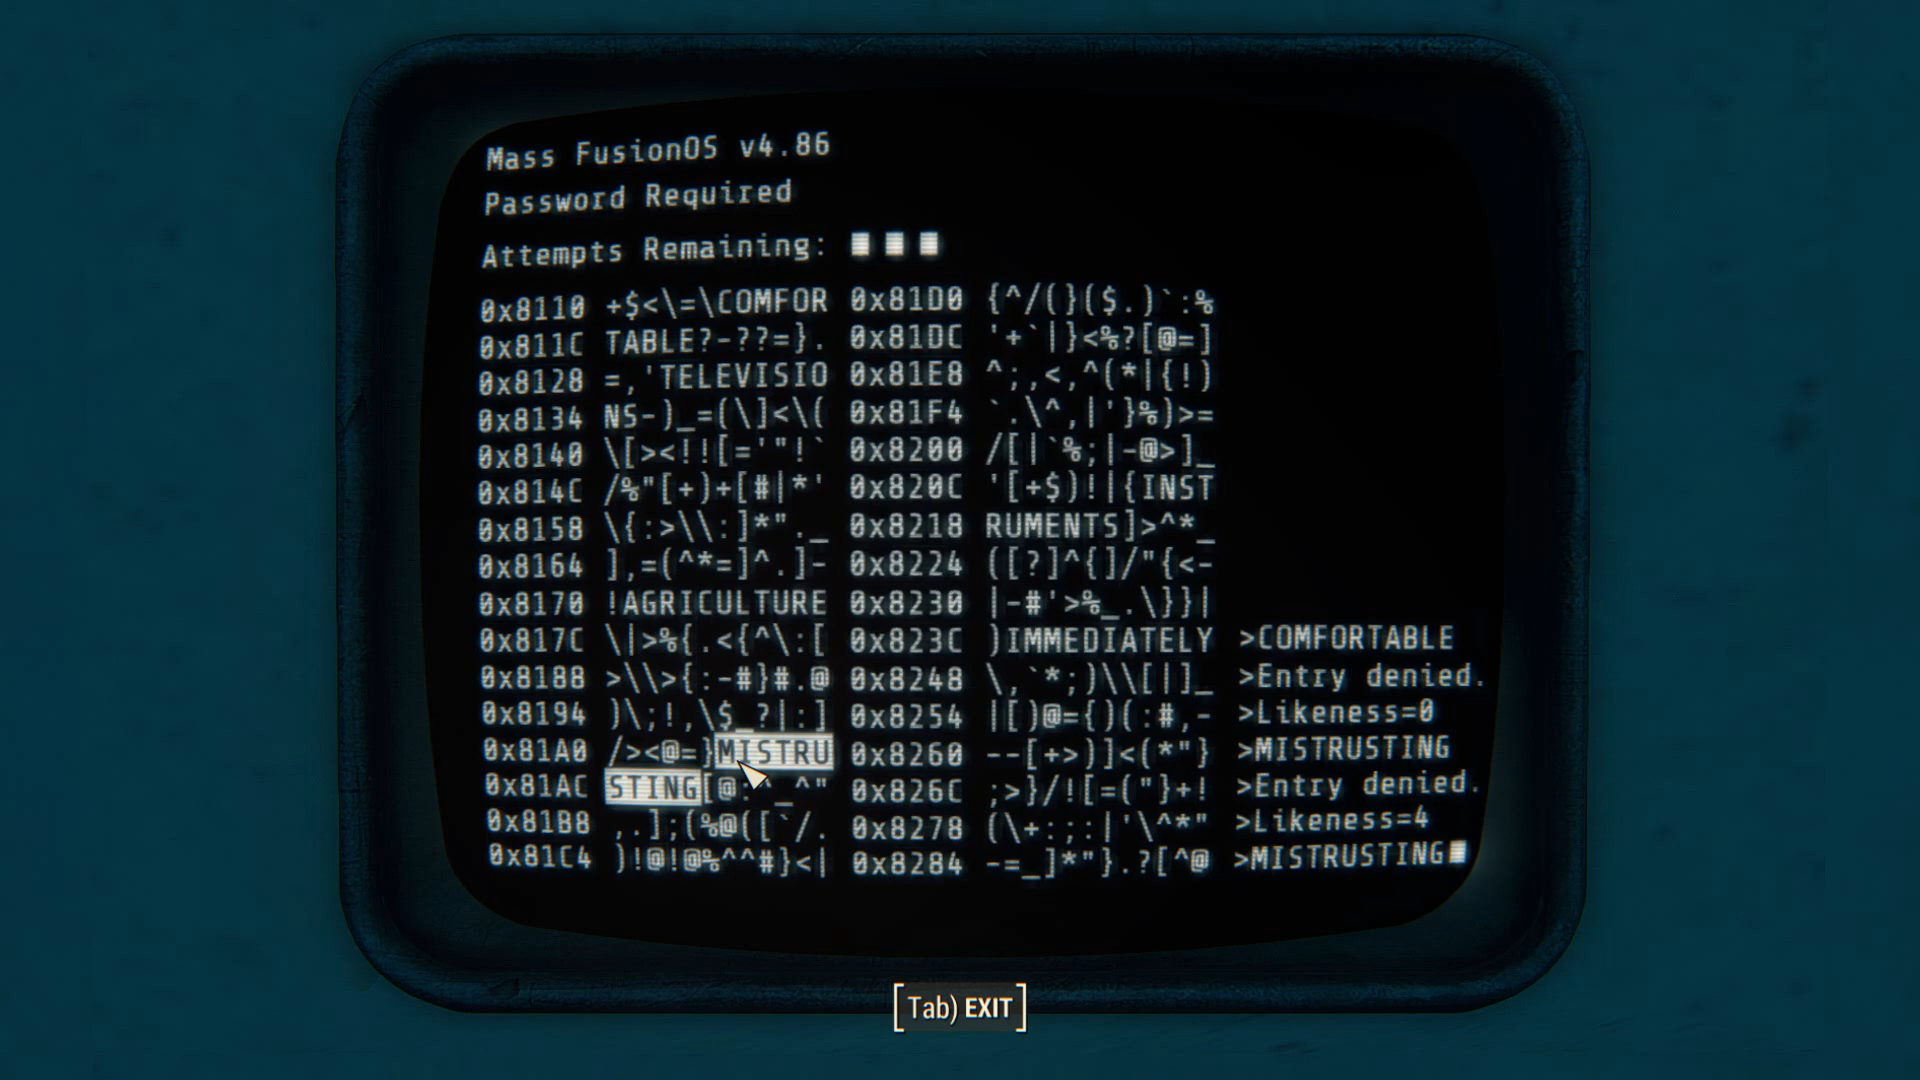 Mass FusionOS v4.86
Password Required
Attempts Remaining:
0x8110 +$<\=\COMFOR 0x81D0 {^/(}($.)`:%
0x811C TABLE?-??=}. 0x81DC '+`|}<%?[@=]
0x8128 =,'TELEVISIO 0x81E8 ^;,<,^(*|{!)
0x8134 NS-)_=(\]<\( 0x81F4 `.\^,|'}%)>=
0x8140 \[><!![='"!` 0x8200 /[|`%;|-@>]_
0x814C /%"[+)+[#|*' 0x820C '[+$)!|{INST
0x8158 \{:>\\:]*"._ 0x8218 RUMENTS]>^*_
0x8164 ],=(^*=]^.]- 0x8224 ([?]^{]/"{<-
0x8170 !AGRICULTURE 0x8230 |-#'>%_.\}}|
0x817C \|>%{.<{^\:[ 0x823C )IMMEDIATELY >COMFORTABLE
0x8188 >\\>{:-#}#.@ 0x8248 \,`*;)\\[|]_ >Entry denied.
0x8194 )\;!,\$_?|:] 0x8254 |[)@={)(:#,- >Likeness=0
0x81A0 /><@=}MISTRU 0x8260 --[+>)]<(*"} >MISTRUSTING
0x81AC STING[@:^_^" 0x826C ;>}/![=("}+! >Entry denied.
0x81B8 ,.];(%@([`/. 0x8278 (\+:;:|'\^*" >Likeness=4
0x81C4 )!@!@%^^#}<| 0x8284 -=_]*"}.?[^@ >MISTRUSTING
[Tab) EXIT]